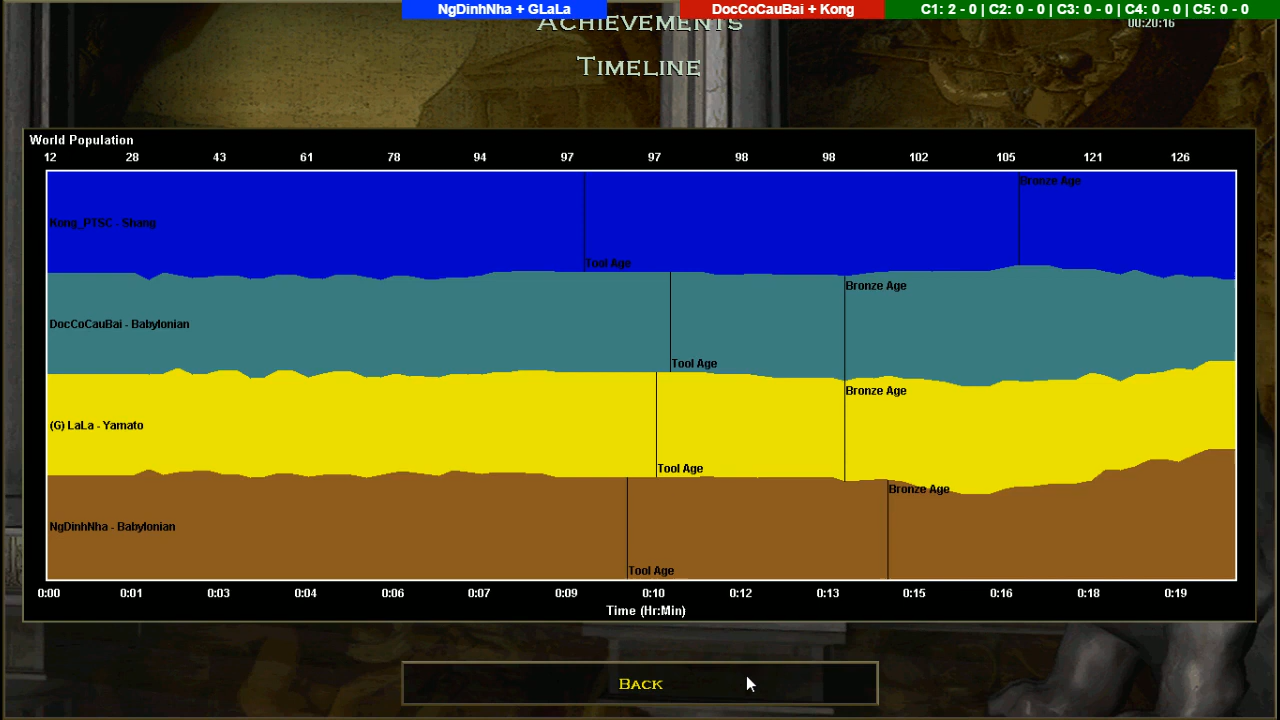 NgDinhNha + GLaLa DocCoCauBai + Kong C1: 2 - 0 | C2: 0 - 0 | C3: 0 - 0 | C4: 0 - 0 | C5: 0 - 0
Achievements
00:20:16
Timeline
World Population
12 28 43 61 78 94 97 97 98 98 102 105 121 126
Bronze Age
Kong_PTSC - Shang
Tool Age
Bronze Age
DocCoCauBai - Babylonian
Tool Age
Bronze Age
(G) LaLa - Yamato
Tool Age
Bronze Age
NgDinhNha - Babylonian
Tool Age
0:00 0:01 0:03 0:04 0:06 0:07 0:09 0:10 0:12 0:13 0:15 0:16 0:18 0:19
Time (Hr:Min)
Back